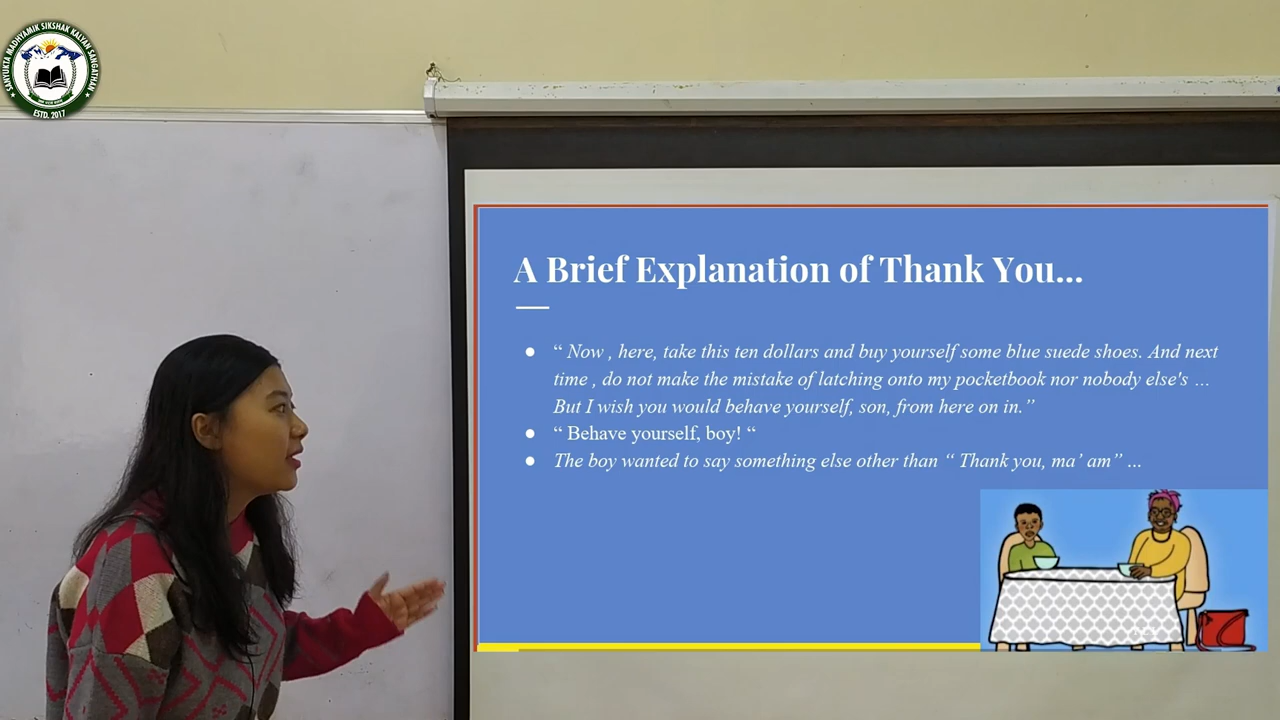 SANYUKTA MADHYAMIK SIKSHAK KALYAN SANGATHAN
ESTD. 2017
A Brief Explanation of Thank You...
● “ Now , here, take this ten dollars and buy yourself some blue suede shoes. And next
time , do not make the mistake of latching onto my pocketbook nor nobody else's ...
But I wish you would behave yourself, son, from here on in.”
● “ Behave yourself, boy! “
● The boy wanted to say something else other than “ Thank you, ma’ am” ...